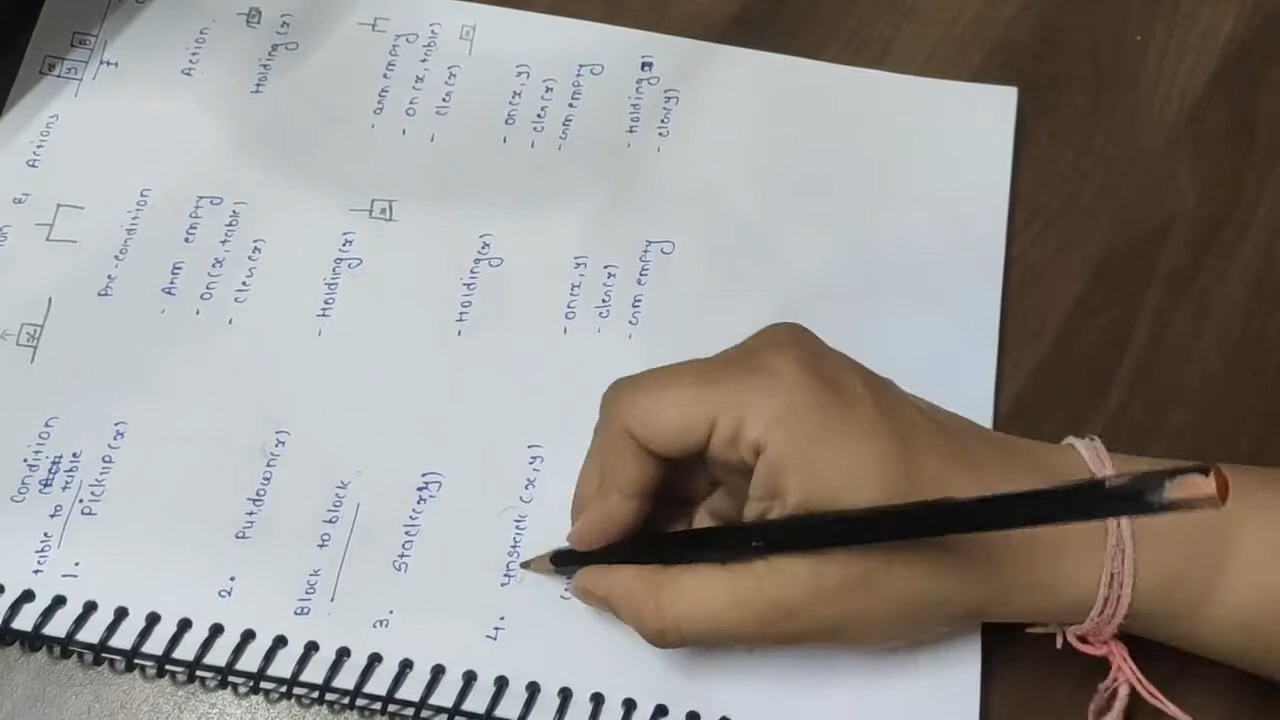 Condition & Actions
table to table
Pre-condition Action
1. Pickup(x)
- Arm empty Holding(x)
- on(x, table)
- clear(x)
2. Putdown(x) - Holding(x) - arm empty
- on(x, table)
- clear(x)
Block to block
3. Stack(x,y) - Holding(x) - on(x,y)
- clear(x)
- arm empty
4. Unstack(x,y) - on(x,y) - Holding(x)
- clear(x) - clear(y)
- arm empty